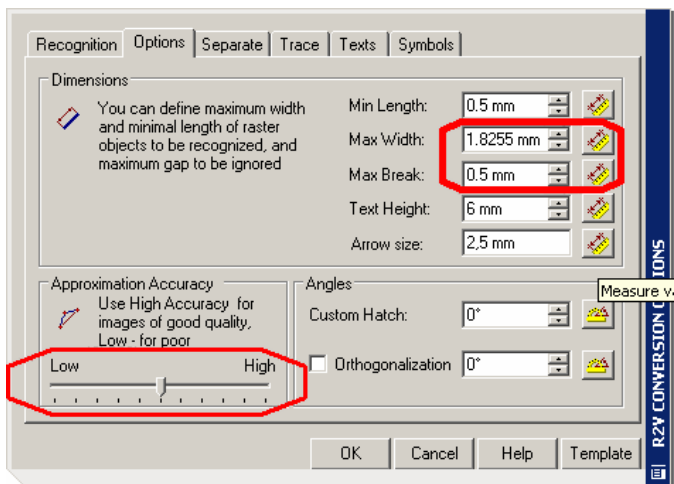 Recognition Options Separate Trace Texts Symbols
Dimensions
You can define maximum width
and minimal length of raster
objects to be recognized, and
maximum gap to be ignored
Min Length: 0.5 mm
Max Width: 1.8255 mm
Max Break: 0.5 mm
Text Height: 6 mm
Arrow size: 2,5 mm
Approximation Accuracy
Use High Accuracy for
images of good quality,
Low - for poor
Low High
Angles
Custom Hatch: 0°
Orthogonalization 0°
Measure v
OK Cancel Help Template